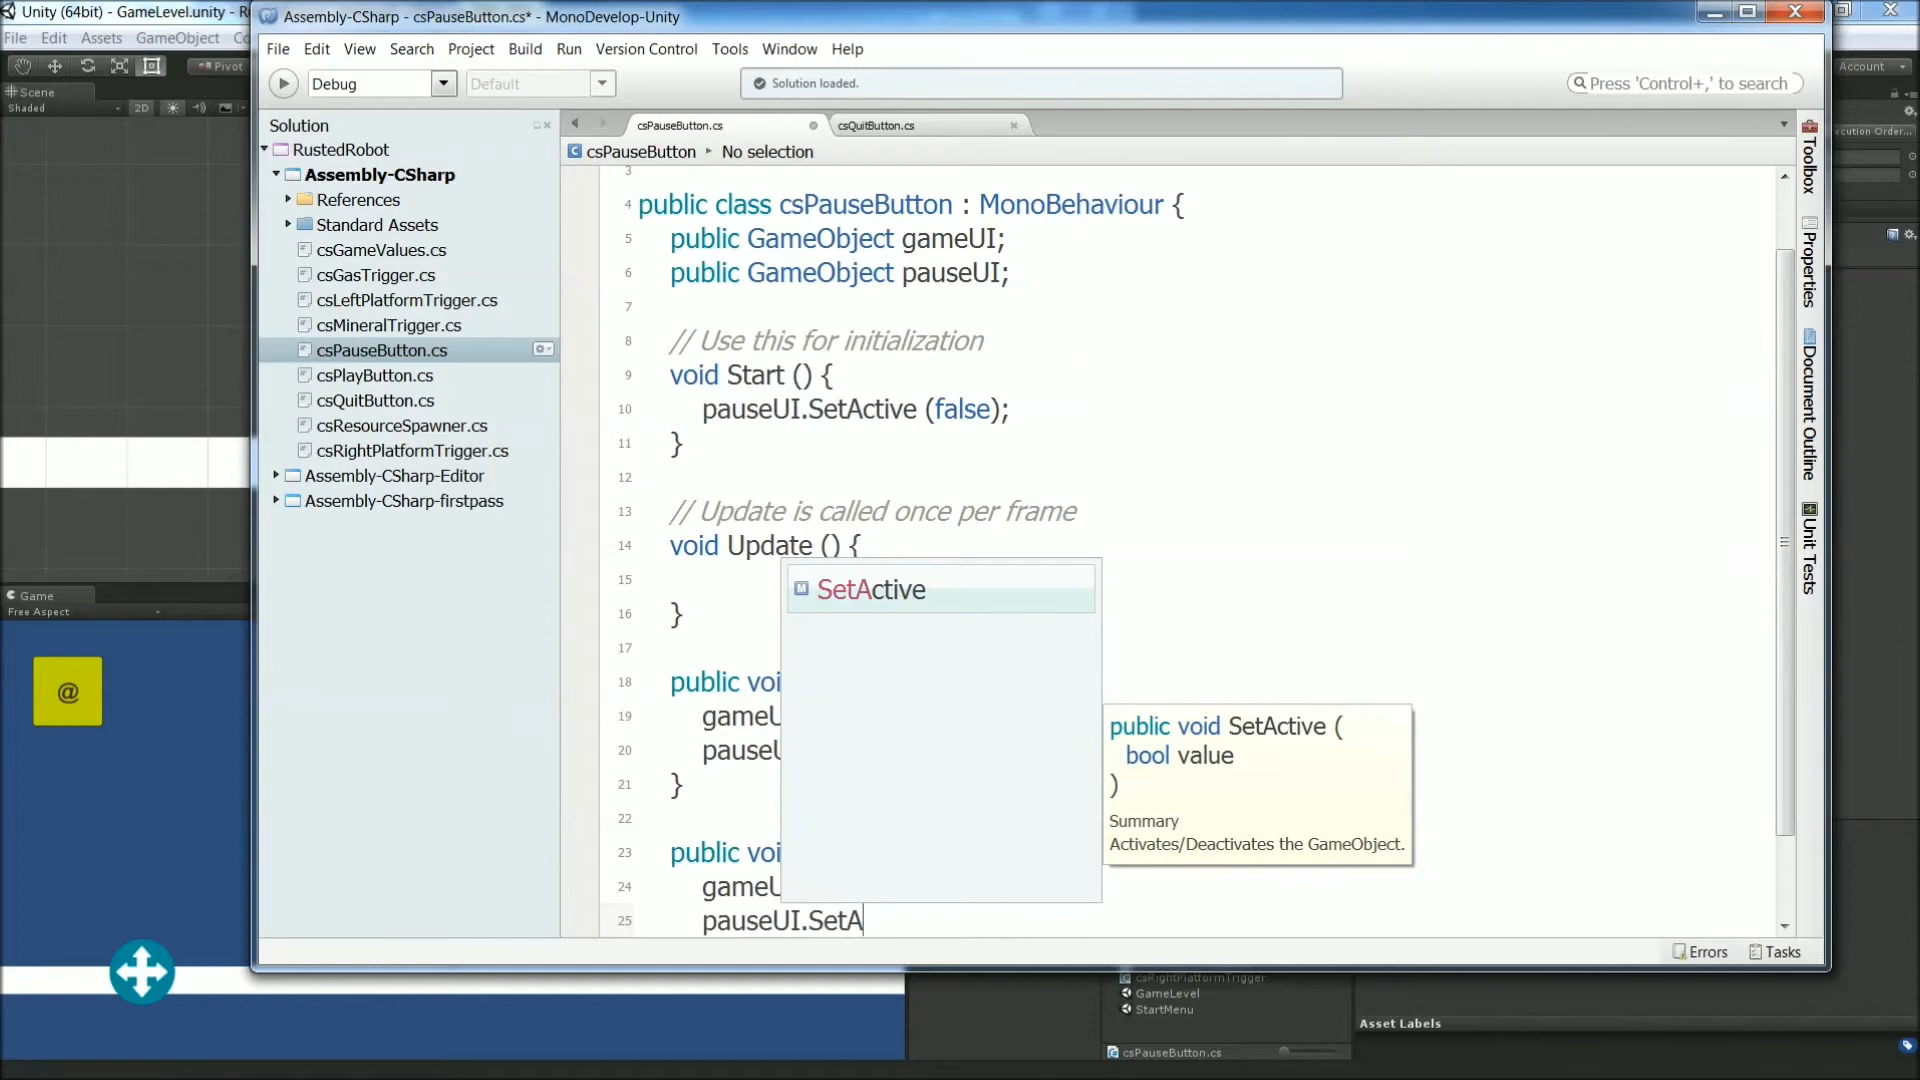 Unity (64bit) - GameLevel.unity - R
File Edit Assets GameObject Co
Pivot
Scene
Shaded
2D
Game
Free Aspect
@
Account
ecution Order...
Assembly-CSharp - csPauseButton.cs* - MonoDevelop-Unity
File Edit View Search Project Build Run Version Control Tools Window Help
Debug
Default
Solution loaded.
Press 'Control+,' to search
Solution
RustedRobot
Assembly-CSharp
References
Standard Assets
csGameValues.cs
csGasTrigger.cs
csLeftPlatformTrigger.cs
csMineralTrigger.cs
csPauseButton.cs
csPlayButton.cs
csQuitButton.cs
csResourceSpawner.cs
csRightPlatformTrigger.cs
Assembly-CSharp-Editor
Assembly-CSharp-firstpass
csPauseButton.cs
csQuitButton.cs
csPauseButton
No selection
3
4 public class csPauseButton : MonoBehaviour {
5 public GameObject gameUI;
6 public GameObject pauseUI;
7
8 // Use this for initialization
9 void Start () {
10 pauseUI.SetActive (false);
11 }
12
13 // Update is called once per frame
14 void Update () {
15
16 }
17
18 public voi
19 gameU
20 pauseU
21 }
22
23 public voi
24 gameU
25 pauseUI.SetA
SetActive
public void SetActive (
bool value
)
Summary
Activates/Deactivates the GameObject.
Toolbox
Properties
Document Outline
Unit Tests
Errors
Tasks
csRightPlatformTrigger
GameLevel
StartMenu
csPauseButton.cs
Asset Labels